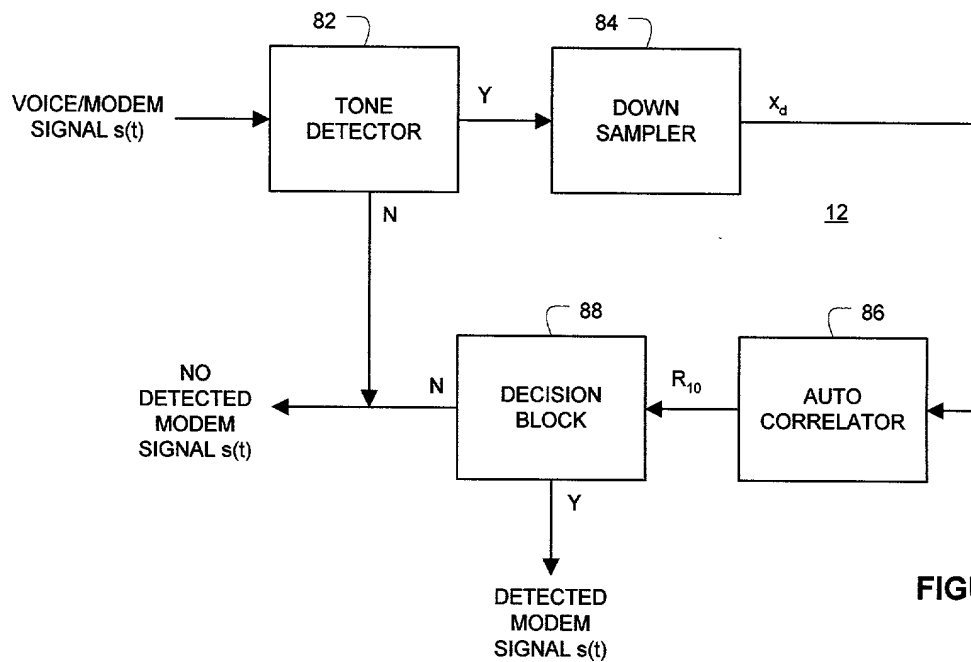 82
84
VOICE/MODEM
SIGNAL s(t)
TONE
DETECTOR
Y
DOWN
SAMPLER
x_d
N
12
88
86
NO
DETECTED
MODEM
SIGNAL s(t)
N
DECISION
BLOCK
R_10
AUTO
CORRELATOR
Y
DETECTED
MODEM
SIGNAL s(t)